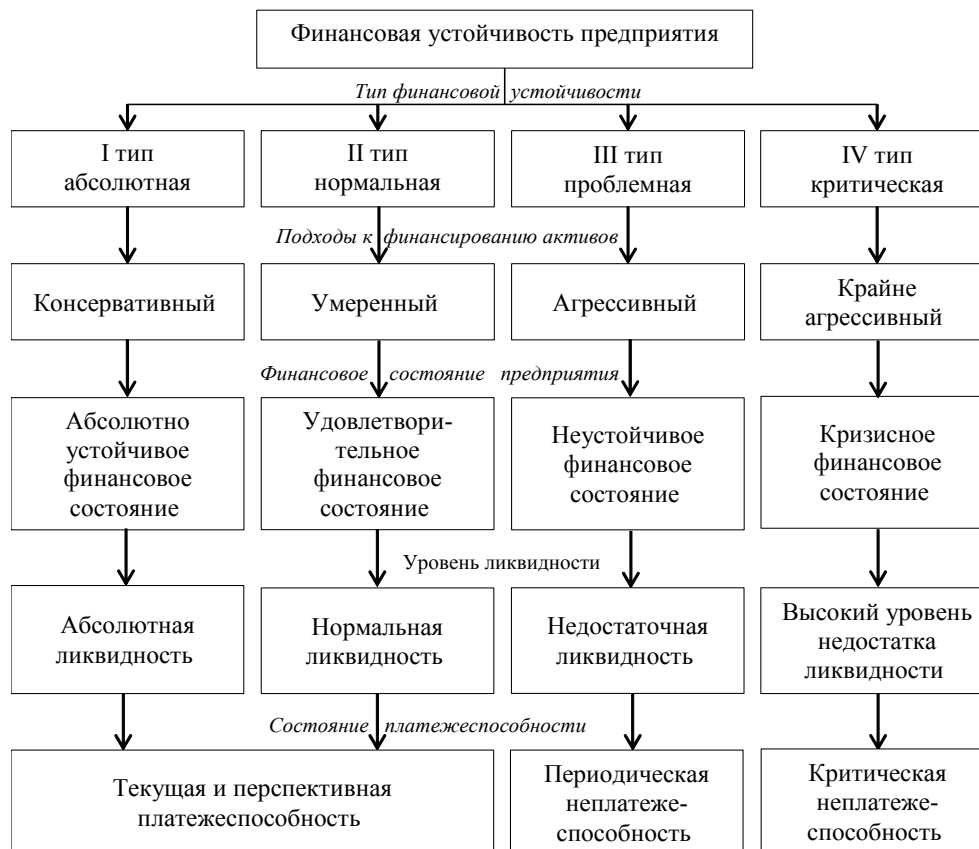 Финансовая устойчивость предприятия
Тип финансовой устойчивости
I тип
абсолютная
II тип
нормальная
III тип
проблемная
IV тип
критическая
Подходы к финансированию активов
Консервативный
Умеренный
Агрессивный
Крайне
агрессивный
Финансовое состояние предприятия
Абсолютно
устойчивое
финансовое
состояние
Удовлетвори-
тельное
финансовое
состояние
Неустойчивое
финансовое
состояние
Кризисное
финансовое
состояние
Уровень ликвидности
Абсолютная
ликвидность
Нормальная
ликвидность
Недостаточная
ликвидность
Высокий уровень
недостатка
ликвидности
Состояние платежеспособности
Текущая и перспективная
платежеспособность
Периодическая
неплатеже-
способность
Критическая
неплатеже-
способность